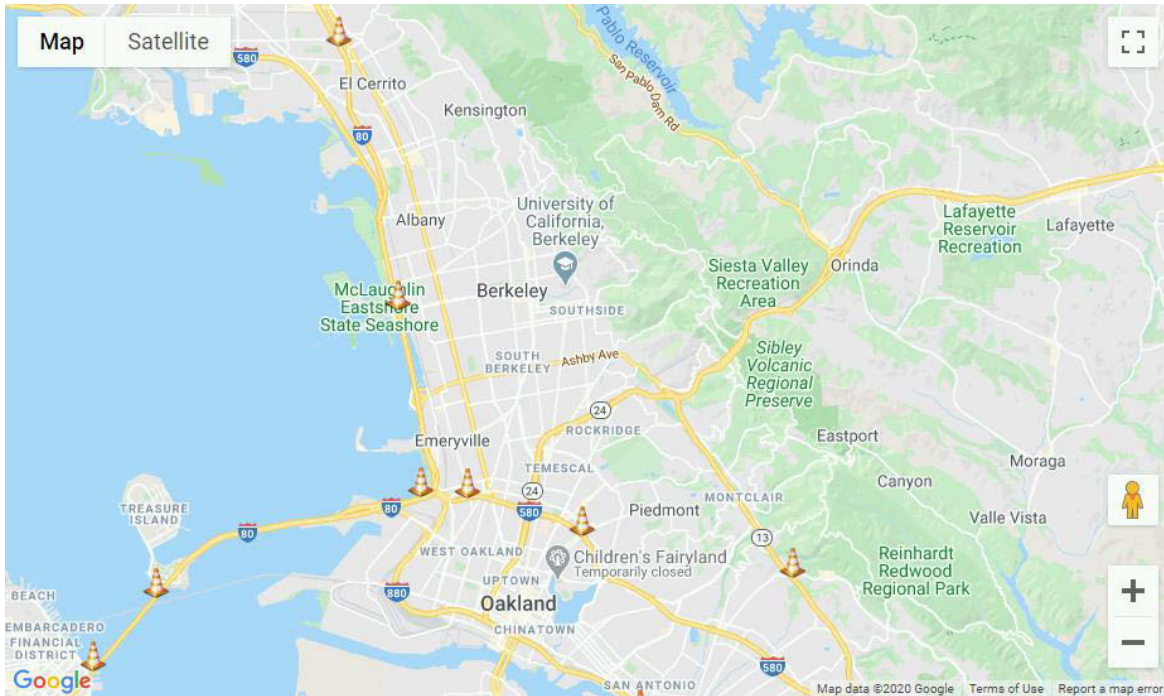 Map
Satellite
580
El Cerrito
Kensington
Pablo Reservoir
San Pablo Dam Rd
80
Albany
University of
California,
Berkeley
Lafayette
Reservoir
Recreation
Lafayette
Orinda
Siesta Valley
Recreation
Area
McLaughlin
Eastshore
State Seashore
Berkeley
SOUTHSIDE
SOUTH
BERKELEY
Ashby Ave
Sibley
Volcanic
Regional
Preserve
24
ROCKRIDGE
Emeryville
Eastport
Moraga
TEMESCAL
Canyon
24
MONTCLAIR
TREASURE
ISLAND
80
80
580
Piedmont
Valle Vista
13
WEST OAKLAND
Children's Fairyland
Temporarily closed
Reinhardt
Redwood
Regional Park
UPTOWN
880
BEACH
Oakland
EMBARCADERO
FINANCIAL
DISTRICT
CHINATOWN
580
SAN ANTONIO
Google
Map data ©2020 Google
Terms of Use
Report a map error